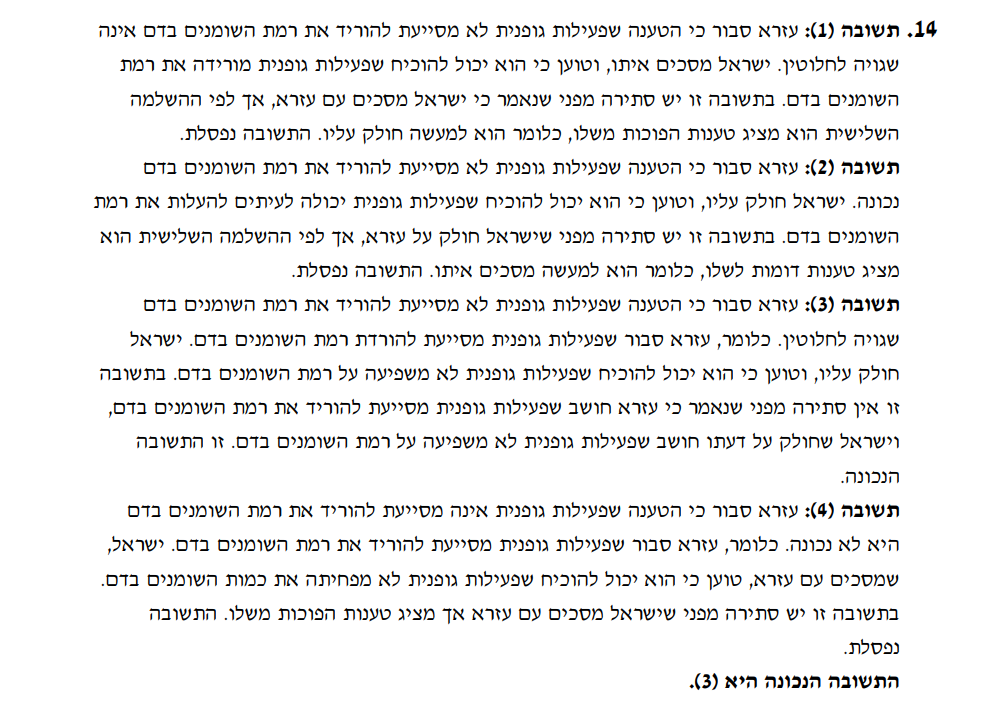 14. תשובה (1): עזרא סבור כי הטענה שפעילות גופנית לא מסייעת להוריד את רמת השומנים בדם אינה
שגויה לחלוטין. ישראל מסכים איתו, וטוען כי הוא יכול להוכיח שפעילות גופנית מורידה את רמת
השומנים בדם. בתשובה זו יש סתירה מפני שנאמר כי ישראל מסכים עם עזרא, אך לפי ההשלמה
השלישית הוא מציג טענות הפוכות משלו, כלומר הוא למעשה חולק עליו. התשובה נפסלת.
תשובה (2): עזרא סבור כי הטענה שפעילות גופנית לא מסייעת להוריד את רמת השומנים בדם
נכונה. ישראל חולק עליו, וטוען כי הוא יכול להוכיח שפעילות גופנית יכולה לעיתים להעלות את רמת
השומנים בדם. בתשובה זו יש סתירה מפני שישראל חולק על עזרא, אך לפי ההשלמה השלישית הוא
מציג טענות דומות לשלו, כלומר הוא למעשה מסכים איתו. התשובה נפסלת.
תשובה (3): עזרא סבור כי הטענה שפעילות גופנית לא מסייעת להוריד את רמת השומנים בדם
שגויה לחלוטין. כלומר, עזרא סבור שפעילות גופנית מסייעת להורדת רמת השומנים בדם. ישראל
חולק עליו, וטוען כי הוא יכול להוכיח שפעילות גופנית לא משפיעה על רמת השומנים בדם. בתשובה
זו אין סתירה מפני שנאמר כי עזרא חושב שפעילות גופנית מסייעת להוריד את רמת השומנים בדם,
וישראל שחולק על דעתו חושב שפעילות גופנית לא משפיעה על רמת השומנים בדם. זו התשובה
הנכונה.
תשובה (4): עזרא סבור כי הטענה שפעילות גופנית אינה מסייעת להוריד את רמת השומנים בדם
היא לא נכונה. כלומר, עזרא סבור שפעילות גופנית מסייעת להוריד את רמת השומנים בדם. ישראל,
שמסכים עם עזרא, טוען כי הוא יכול להוכיח שפעילות גופנית לא מפחיתה את כמות השומנים בדם.
בתשובה זו יש סתירה מפני שישראל מסכים עם עזרא אך מציג טענות הפוכות משלו. התשובה
נפסלת.
התשובה הנכונה היא (3).